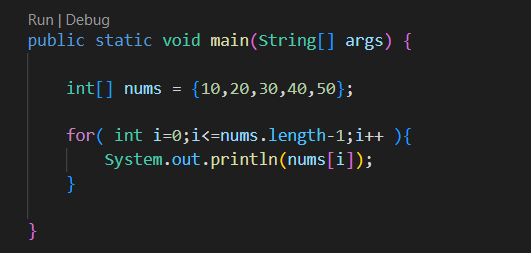 Run | Debug
public static void main(String[] args) {
int[] nums = {10,20,30,40,50};
for( int i=0;i<=nums.length-1;i++ ){
System.out.println(nums[i]);
}
}